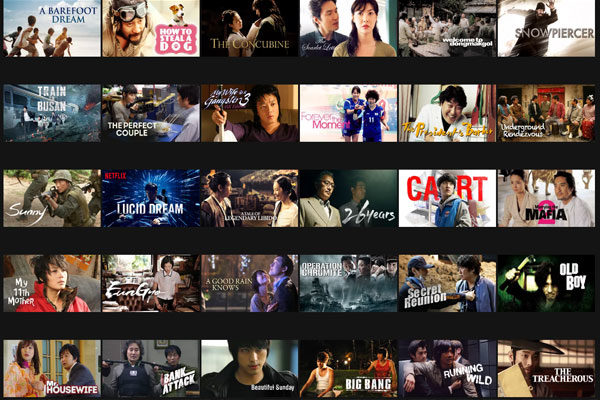 A BAREFOOT
DREAM
HOW TO
STEAL A
DOG
THE CONCUBINE
The
Scarlet Letter
welcome to
dongmakgol
SNOWPIERCER
TRAIN
TO
BUSAN
THE PERFECT
COUPLE
My Wife is a
Gangster 3
Forever the
Moment
The President's Barber
Underground
Rendezvous
Sunny
NETFLIX
LUCID DREAM
A TALE OF
LEGENDARY LIBIDO
26 years
CART
MAFIA
2
My
11th
Mother
A GOOD RAIN
KNOWS
OPERATION
CHROMITE
Secret
Reunion
OLD
BOY
Mr.
HOUSEWIFE
BANK
ATTACK
Beautiful Sunday
BIG BANG
RUNNING
WILD
THE
TREACHEROUS